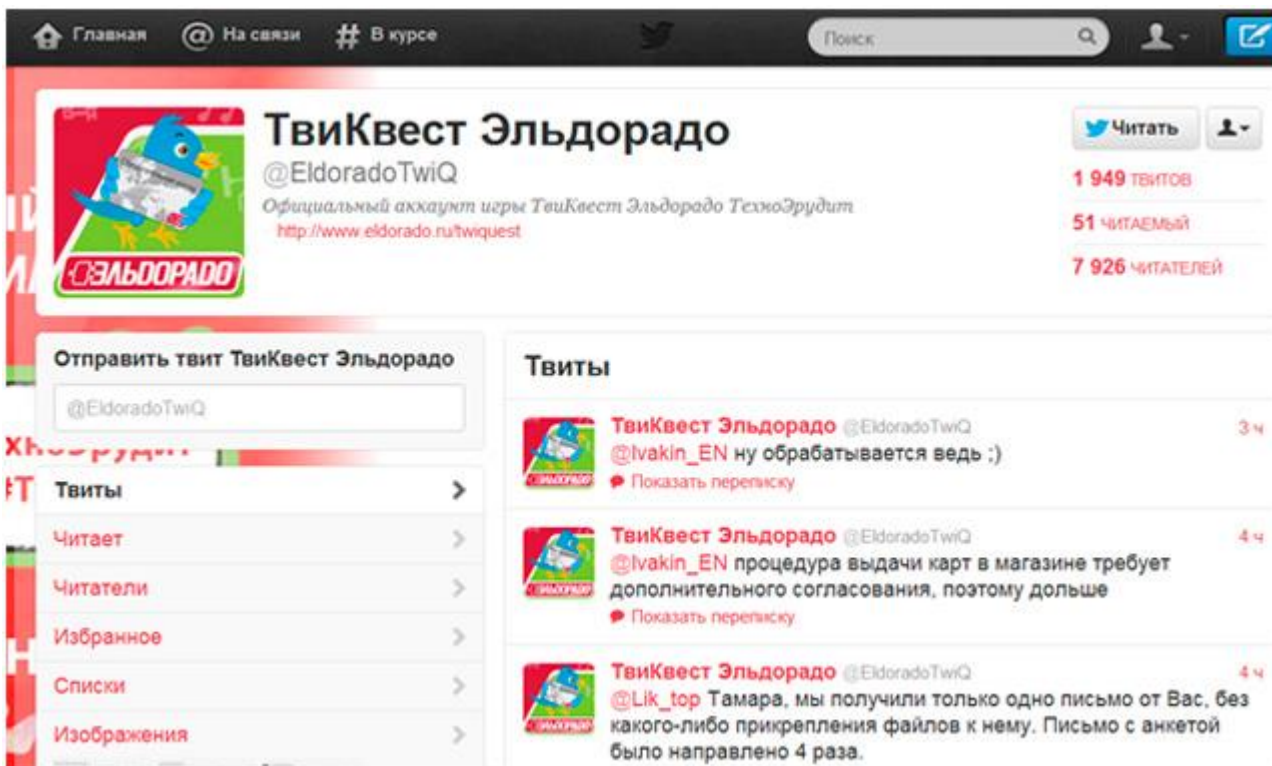 Главная
На связи
В курсе
Поиск
ТвиКвест Эльдорадо
@EldoradoTwiQ
Официальный аккаунт игры ТвиКвест Эльдорадо ТехноЭрудит
http://www.eldorado.ru/twiquest
ЭЛЬДОРАДО
Читать
1 949 ТВИТОВ
51 ЧИТАЕМЫЙ
7 926 ЧИТАТЕЛЕЙ
Отправить твит ТвиКвест Эльдорадо
@EldoradoTwiQ
Твиты
Читает
Читатели
Избранное
Списки
Изображения
Твиты
ТвиКвест Эльдорадо @EldoradoTwiQ 3 ч
@Ivakin_EN ну обрабатывается ведь ;)
Показать переписку
ТвиКвест Эльдорадо @EldoradoTwiQ 4 ч
@Ivakin_EN процедура выдачи карт в магазине требует
дополнительного согласования, поэтому дольше
Показать переписку
ТвиКвест Эльдорадо @EldoradoTwiQ 4 ч
@Lik_top Тамара, мы получили только одно письмо от Вас, без
какого-либо прикрепления файлов к нему. Письмо с анкетой
было направлено 4 раза.